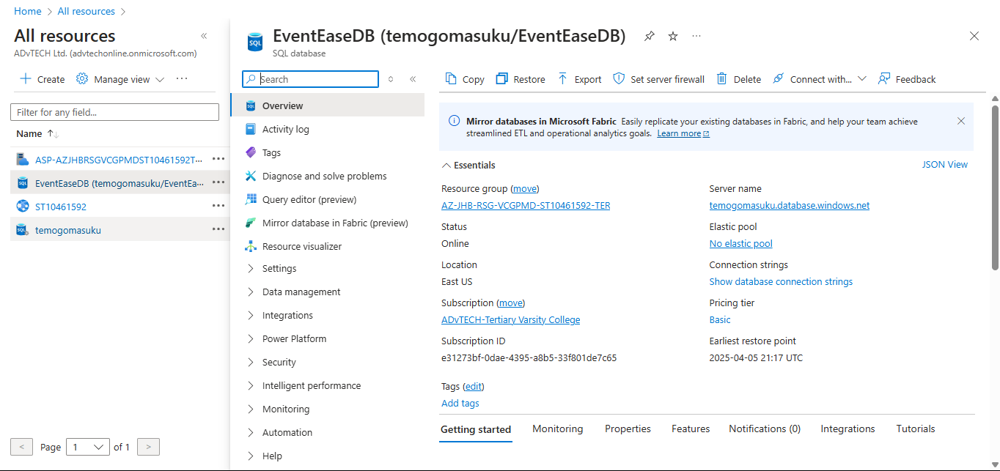 Home > All resources >
All resources
ADvTECH Ltd. (advtechonline.onmicrosoft.com)
Create Manage view ...
Filter for any field...
Name
ASP-AZJHBRSGVCGPMDST10461592T...
EventEaseDB (temogomasuku/EventEa...
ST10461592
temogomasuku
< Page 1 of 1 >
EventEaseDB (temogomasuku/EventEaseDB)
SQL database
Search
Overview
Activity log
Tags
Diagnose and solve problems
Query editor (preview)
Mirror database in Fabric (preview)
Resource visualizer
Settings
Data management
Integrations
Power Platform
Security
Intelligent performance
Monitoring
Automation
Help
Copy Restore Export Set server firewall Delete Connect with... Feedback
Mirror databases in Microsoft Fabric Easily replicate your existing databases in Fabric, and help your team achieve
streamlined ETL and operational analytics goals. Learn more
Essentials
JSON View
Resource group (move)
AZ-JHB-RSG-VCGPMD-ST10461592-TER
Status
Online
Location
East US
Subscription (move)
ADvTECH-Tertiary Varsity College
Subscription ID
e31273bf-0dae-4395-a8b5-33f801de7c65
Server name
temogomasuku.database.windows.net
Elastic pool
No elastic pool
Connection strings
Show database connection strings
Pricing tier
Basic
Earliest restore point
2025-04-05 21:17 UTC
Tags (edit)
Add tags
Getting started Monitoring Properties Features Notifications (0) Integrations Tutorials